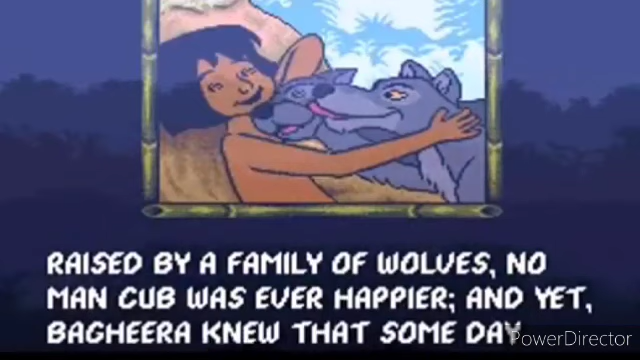 RAISED BY A FAMILY OF WOLVES, NO
MAN CUB WAS EVER HAPPIER; AND YET,
BAGHEERA KNEW THAT SOME DAY
PowerDirector